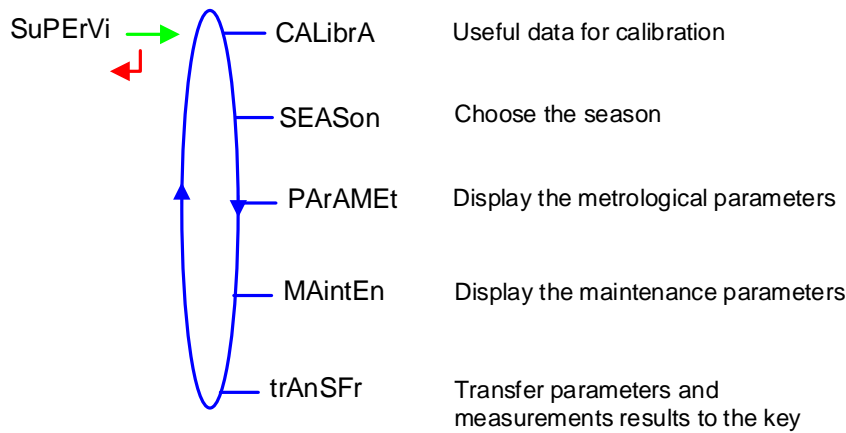 SuPErVi
CALibrA Useful data for calibration
SEASon Choose the season
PArAMEt Display the metrological parameters
MAintEn Display the maintenance parameters
trAnSFr Transfer parameters and
measurements results to the key